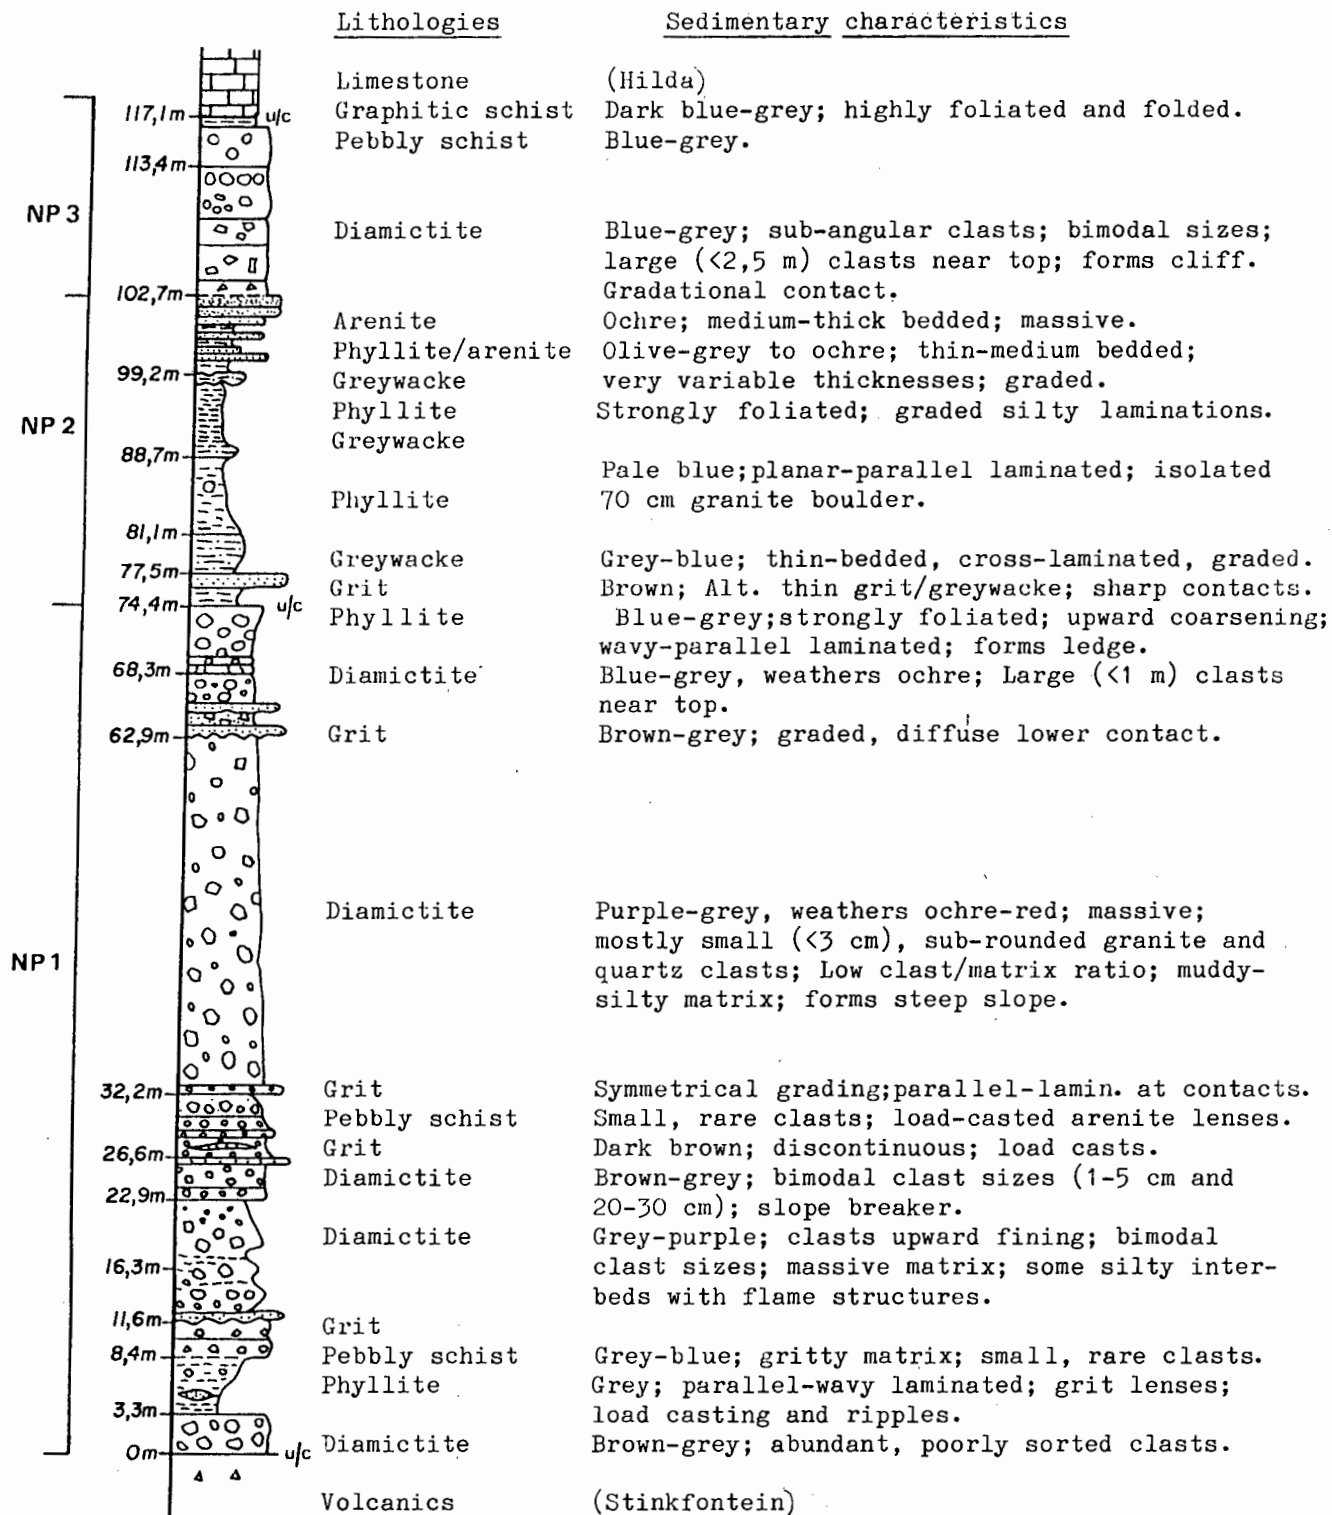 Lithologies Sedimentary characteristics
Limestone (Hilda)
117,1m u/c Graphitic schist Dark blue-grey; highly foliated and folded.
Pebbly schist Blue-grey.
113,4m
NP 3
Diamictite Blue-grey; sub-angular clasts; bimodal sizes;
large (<2,5 m) clasts near top; forms cliff.
102,7m Gradational contact.
Arenite Ochre; medium-thick bedded; massive.
Phyllite/arenite Olive-grey to ochre; thin-medium bedded;
99,2m Greywacke very variable thicknesses; graded.
Phyllite Strongly foliated; graded silty laminations.
NP 2
Greywacke
88,7m
Pale blue;planar-parallel laminated; isolated
Phyllite 70 cm granite boulder.
81,1m
Greywacke Grey-blue; thin-bedded, cross-laminated, graded.
77,5m
Grit Brown; Alt. thin grit/greywacke; sharp contacts.
74,4m u/c
Phyllite Blue-grey;strongly foliated; upward coarsening;
wavy-parallel laminated; forms ledge.
68,3m Diamictite Blue-grey, weathers ochre; Large (<1 m) clasts
near top.
62,9m Grit Brown-grey; graded, diffuse lower contact.
Diamictite Purple-grey, weathers ochre-red; massive;
mostly small (<3 cm), sub-rounded granite and
NP1 quartz clasts; Low clast/matrix ratio; muddy-
silty matrix; forms steep slope.
32,2m Grit Symmetrical grading;parallel-lamin. at contacts.
Pebbly schist Small, rare clasts; load-casted arenite lenses.
26,6m Grit Dark brown; discontinuous; load casts.
Diamictite Brown-grey; bimodal clast sizes (1-5 cm and
22,9m 20-30 cm); slope breaker.
Diamictite Grey-purple; clasts upward fining; bimodal
16,3m clast sizes; massive matrix; some silty inter-
beds with flame structures.
11,6m Grit
8,4m Pebbly schist Grey-blue; gritty matrix; small, rare clasts.
Phyllite Grey; parallel-wavy laminated; grit lenses;
3,3m load casting and ripples.
0m u/c Diamictite Brown-grey; abundant, poorly sorted clasts.
Volcanics (Stinkfontein)